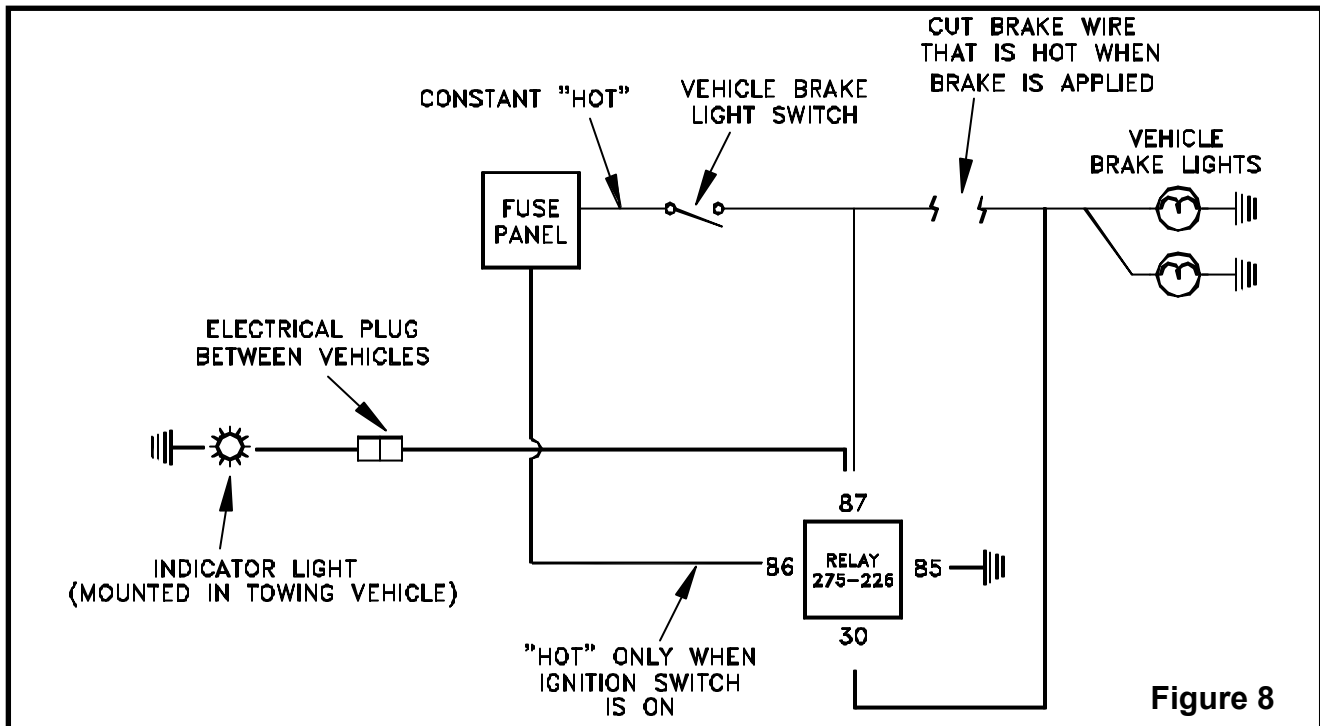 CUT BRAKE WIRE
THAT IS HOT WHEN
BRAKE IS APPLIED
CONSTANT "HOT"
VEHICLE BRAKE
LIGHT SWITCH
VEHICLE
BRAKE LIGHTS
FUSE
PANEL
ELECTRICAL PLUG
BETWEEN VEHICLES
87
INDICATOR LIGHT
(MOUNTED IN TOWING VEHICLE)
86
RELAY
275-226
85
30
"HOT" ONLY WHEN
IGNITION SWITCH
IS ON
Figure 8